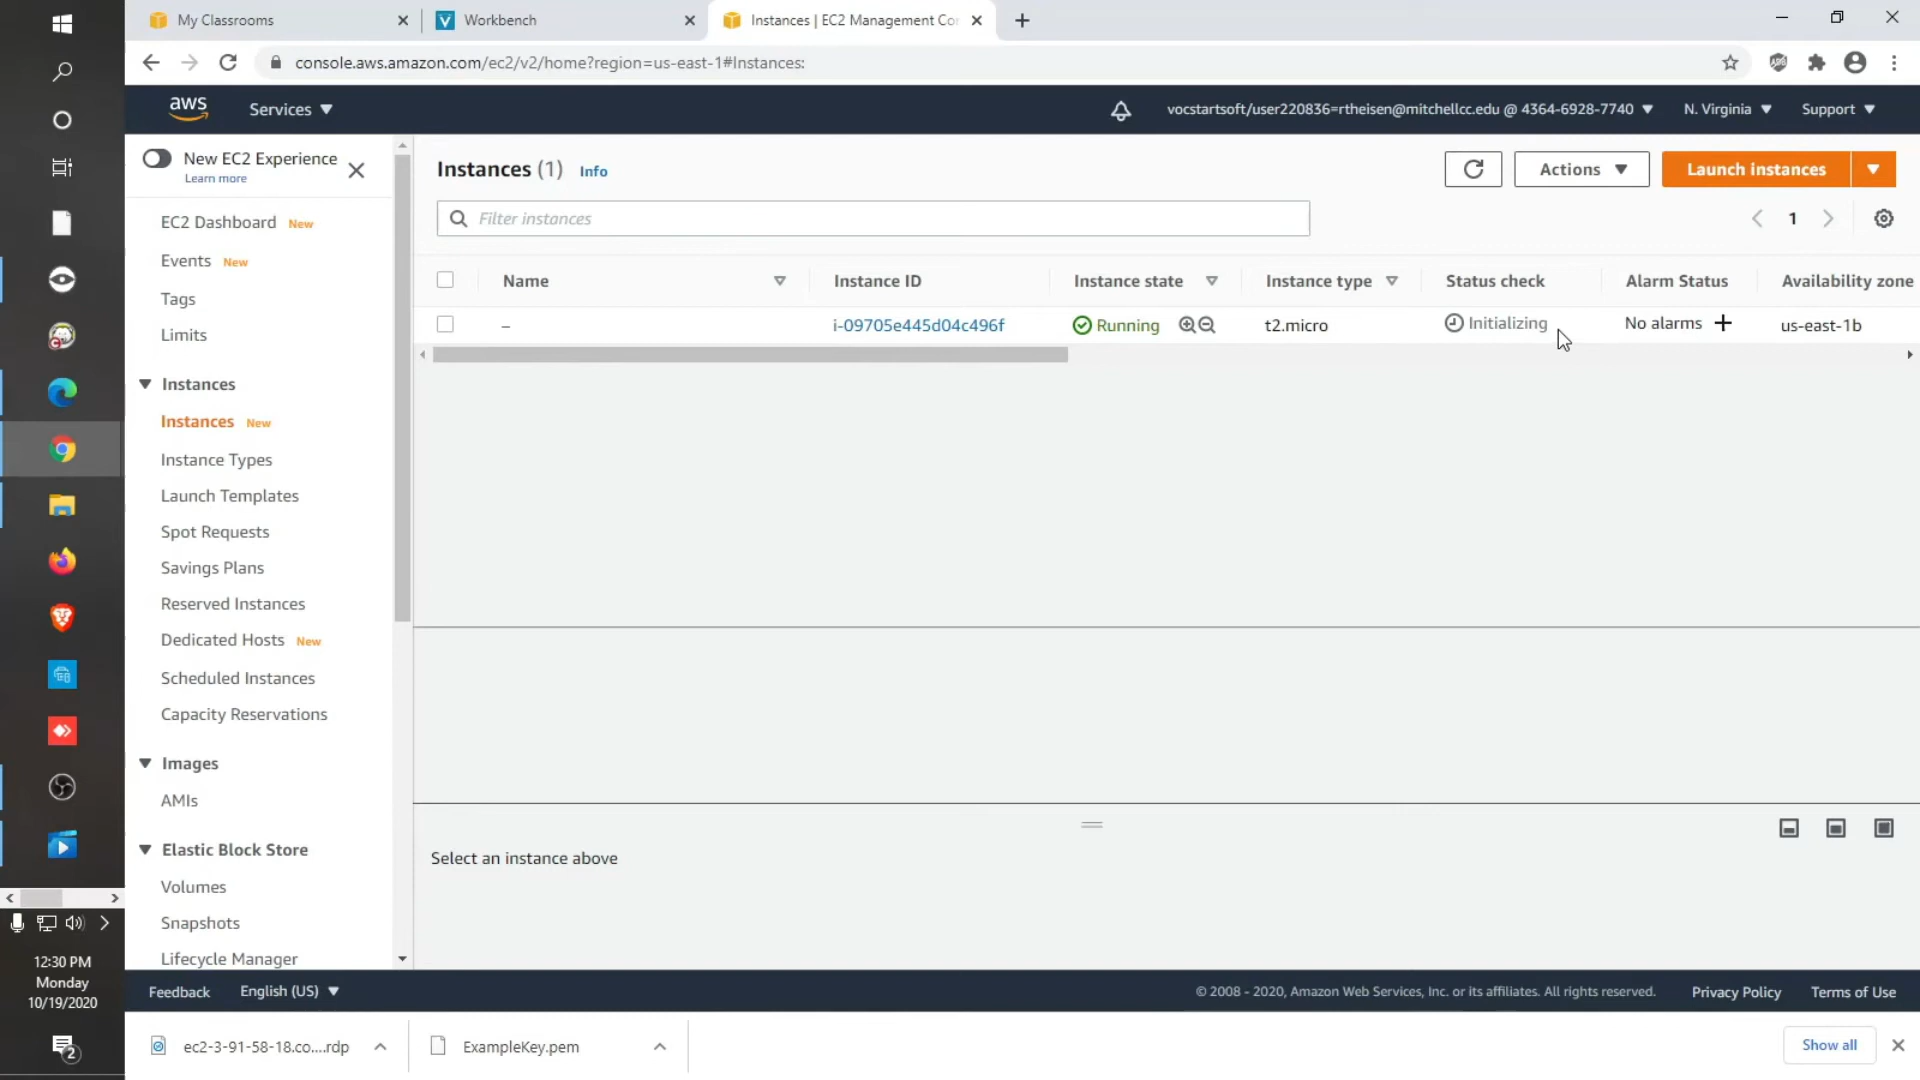 My Classrooms
Workbench
Instances | EC2 Management Cor
console.aws.amazon.com/ec2/v2/home?region=us-east-1#Instances:
aws
Services
vocstartsoft/user220836=rtheisen@mitchellcc.edu @ 4364-6928-7740
N. Virginia
Support
New EC2 Experience
Learn more
EC2 Dashboard New
Events New
Tags
Limits
Instances
Instances New
Instance Types
Launch Templates
Spot Requests
Savings Plans
Reserved Instances
Dedicated Hosts New
Scheduled Instances
Capacity Reservations
Images
AMIs
Elastic Block Store
Volumes
Snapshots
Lifecycle Manager
Instances (1) Info
Actions
Launch instances
Filter instances
1
Name Instance ID Instance state Instance type Status check Alarm Status Availability zone
– i-09705e445d04c496f Running t2.micro Initializing No alarms + us-east-1b
Select an instance above
Feedback
English (US)
© 2008 - 2020, Amazon Web Services, Inc. or its affiliates. All rights reserved.
Privacy Policy
Terms of Use
ec2-3-91-58-18.co....rdp
ExampleKey.pem
Show all
12:30 PM
Monday
10/19/2020
2